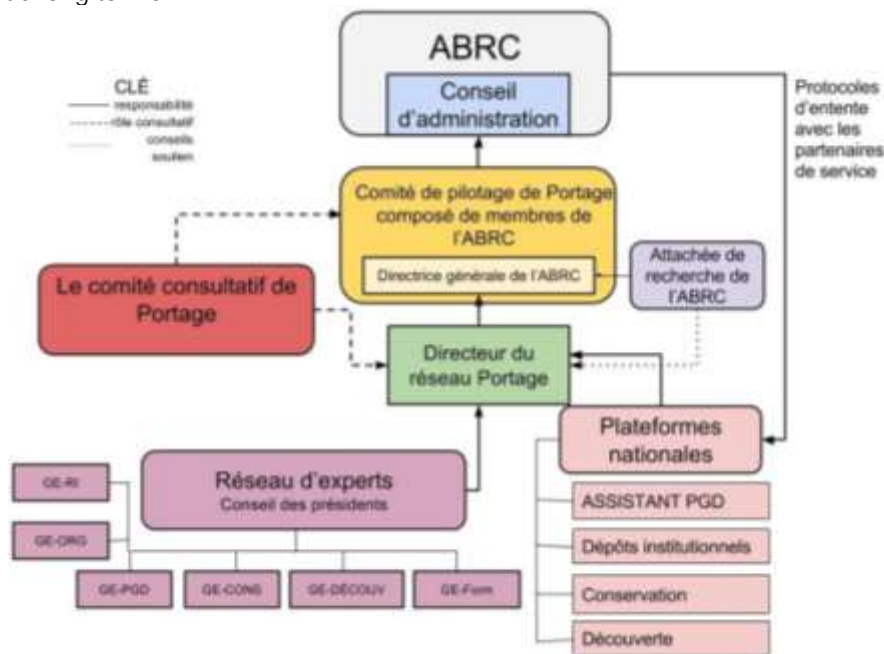 ABRC
Conseil
d'administration
CLÉ
responsabilité
rôle consultatif
conseils
soutien
Protocoles
d'entente
avec les
partenaires
de service
Comité de pilotage de Portage
composé de membres de
l'ABRC
Directrice générale de l'ABRC
Attachée de
recherche de
l'ABRC
Le comité consultatif de
Portage
Directeur du
réseau Portage
Plateformes
nationales
Réseau d'experts
Conseil des présidents
GE-RI
GE-ORG
GE-PGD
GE-CONS
GE-DÉCOUV
GE-Form
ASSISTANT PGD
Dépôts institutionnels
Conservation
Découverte